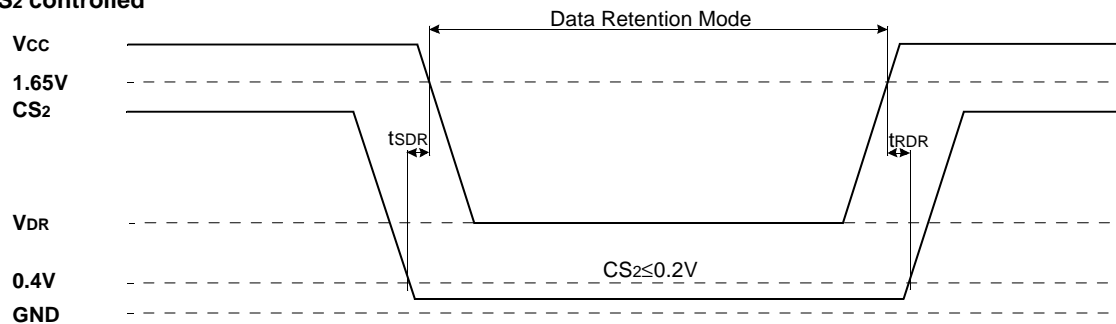 S2 controlled
Data Retention Mode
VCC
1.65V
CS2
tSDR
tRDR
VDR
CS2≤0.2V
0.4V
GND